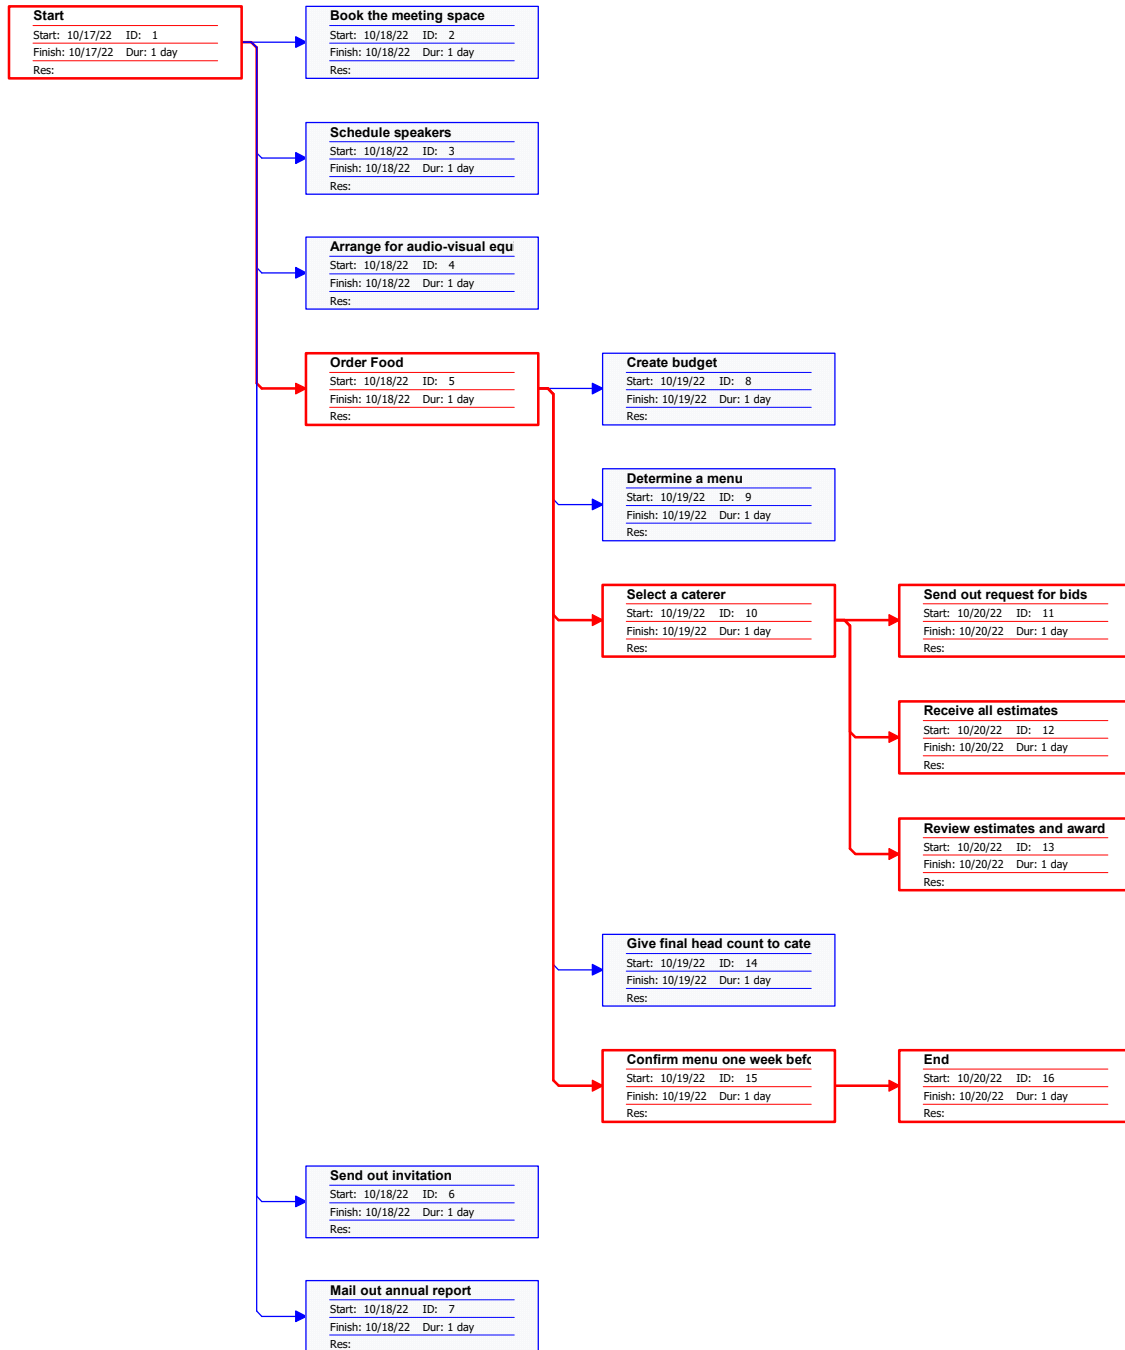 Start
Start: 10/17/22 ID: 1
Finish: 10/17/22 Dur: 1 day
Res:
Book the meeting space
Start: 10/18/22 ID: 2
Finish: 10/18/22 Dur: 1 day
Res:
Schedule speakers
Start: 10/18/22 ID: 3
Finish: 10/18/22 Dur: 1 day
Res:
Arrange for audio-visual equi
Start: 10/18/22 ID: 4
Finish: 10/18/22 Dur: 1 day
Res:
Order Food
Start: 10/18/22 ID: 5
Finish: 10/18/22 Dur: 1 day
Res:
Create budget
Start: 10/19/22 ID: 8
Finish: 10/19/22 Dur: 1 day
Res:
Determine a menu
Start: 10/19/22 ID: 9
Finish: 10/19/22 Dur: 1 day
Res:
Select a caterer
Start: 10/19/22 ID: 10
Finish: 10/19/22 Dur: 1 day
Res:
Send out request for bids
Start: 10/20/22 ID: 11
Finish: 10/20/22 Dur: 1 day
Res:
Receive all estimates
Start: 10/20/22 ID: 12
Finish: 10/20/22 Dur: 1 day
Res:
Review estimates and award
Start: 10/20/22 ID: 13
Finish: 10/20/22 Dur: 1 day
Res:
Give final head count to cate
Start: 10/19/22 ID: 14
Finish: 10/19/22 Dur: 1 day
Res:
Confirm menu one week befo
Start: 10/19/22 ID: 15
Finish: 10/19/22 Dur: 1 day
Res:
End
Start: 10/20/22 ID: 16
Finish: 10/20/22 Dur: 1 day
Res:
Send out invitation
Start: 10/18/22 ID: 6
Finish: 10/18/22 Dur: 1 day
Res:
Mail out annual report
Start: 10/18/22 ID: 7
Finish: 10/18/22 Dur: 1 day
Res: